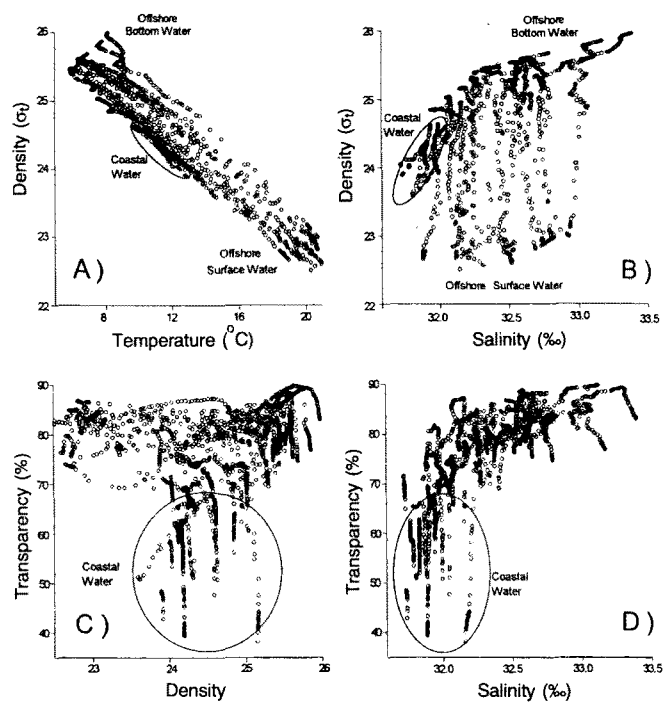 Offshore
Bottom Water
Coastal
Water
Offshore
Surface Water
A)
26
25
24
23
22
8
12
16
20
Density (σt)
Temperature (°C)
Offshore
Bottom Water
Coastal
Water
Offshore Surface Water
B)
26
25
24
23
22
32.0
32.5
33.0
33.5
Density (σt)
Salinity (‰)
Coastal
Water
C)
90
80
70
60
50
40
23
24
25
26
Transparency (%)
Density
Coastal
Water
D)
90
80
70
60
50
40
32.0
32.5
33.0
33.5
Transparency (%)
Salinity (‰)